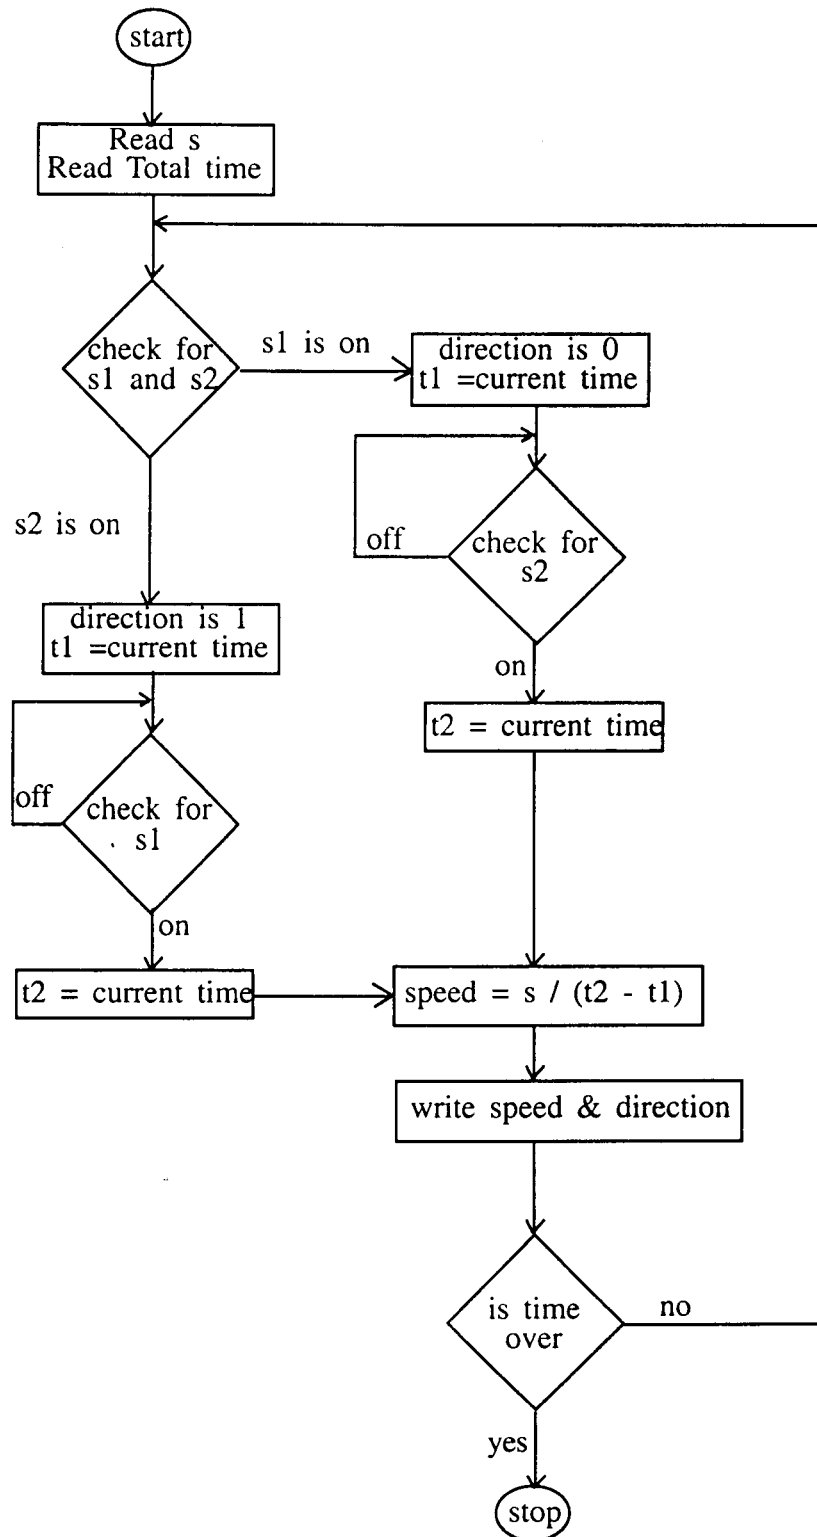 start
Read s
Read Total time
check for
s1 and s2
s1 is on
direction is 0
t1 =current time
s2 is on
off
check for
s2
direction is 1
t1 =current time
on
t2 = current time
off
check for
s1
on
t2 = current time
speed = s / (t2 - t1)
write speed & direction
is time
over
no
yes
stop